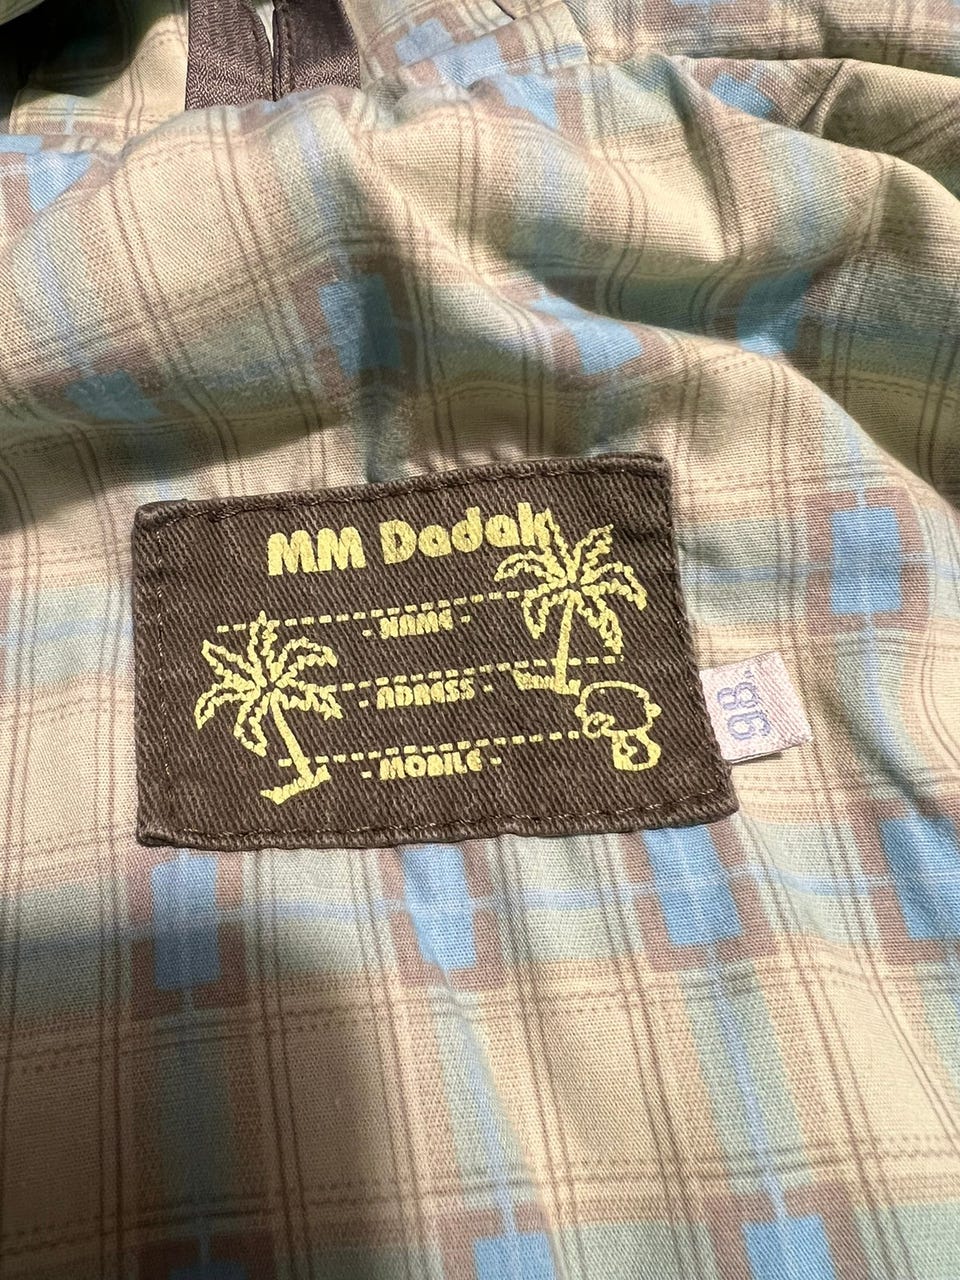 MM Dadak
- NAME -
- ADRESS -
- MOBILE -
98